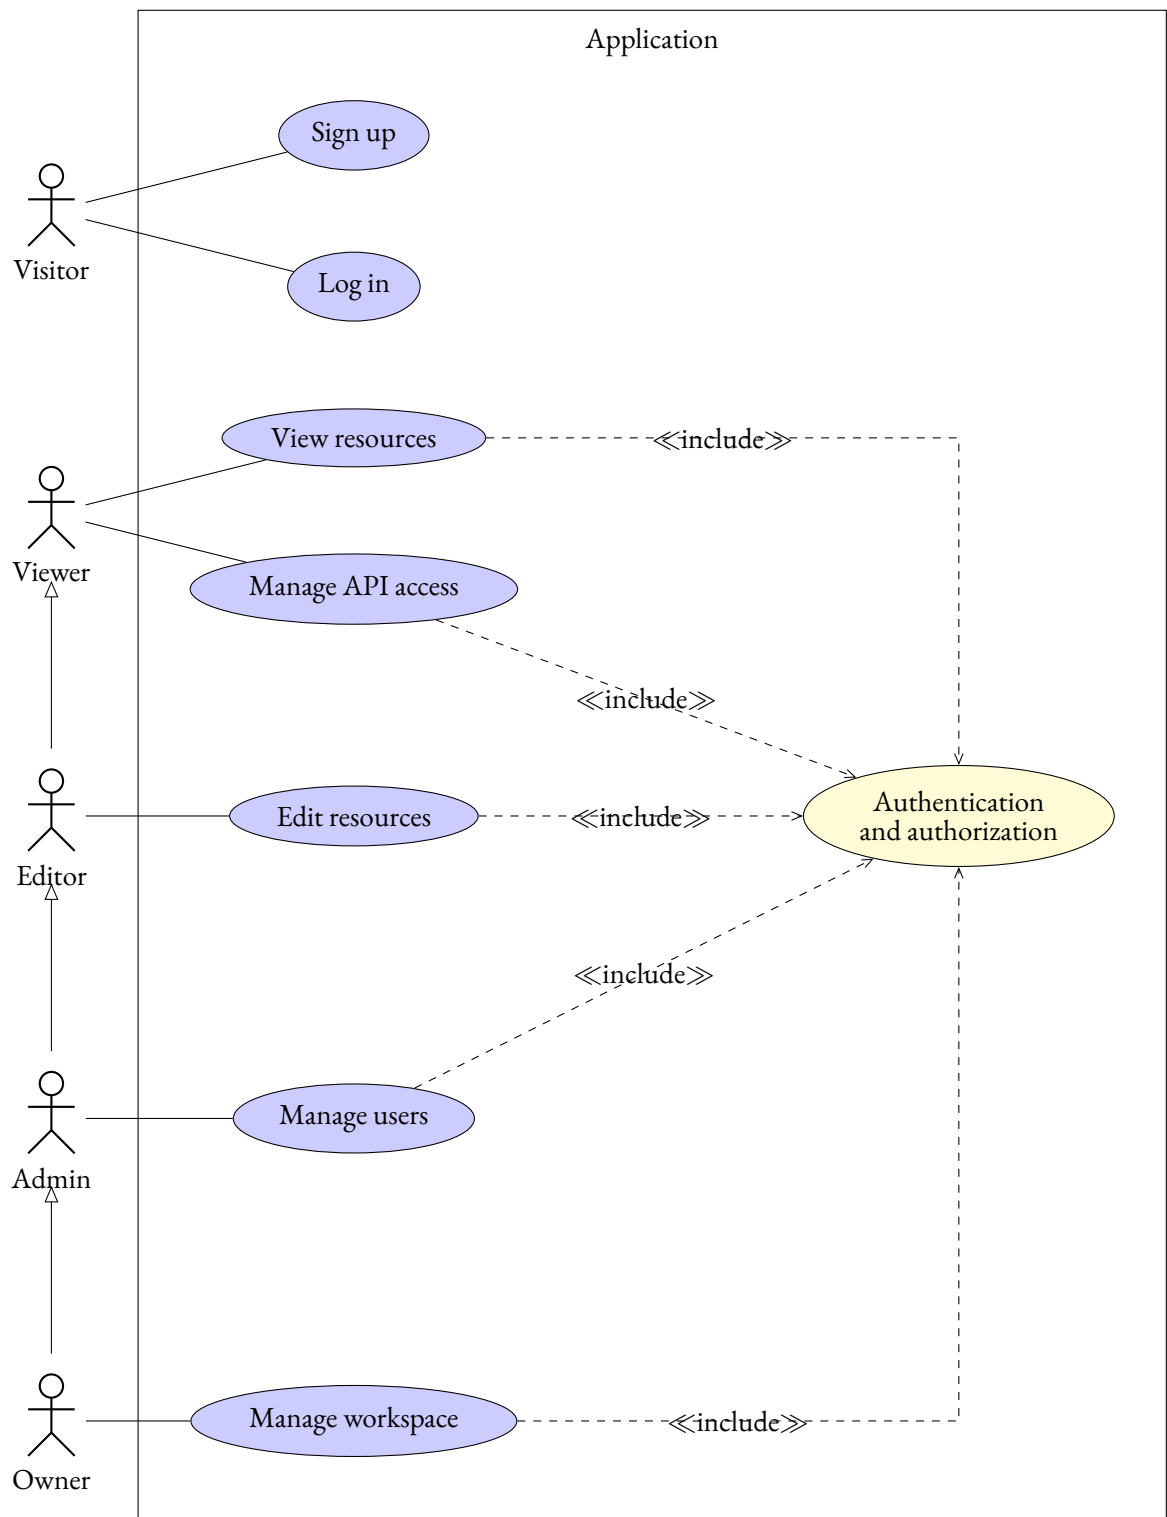 Application
Sign up
Visitor
Log in
View resources
≪include≫
Viewer
Manage API access
≪include≫
Edit resources
≪include≫
Authentication
and authorization
Editor
≪include≫
Manage users
Admin
Manage workspace
≪include≫
Owner